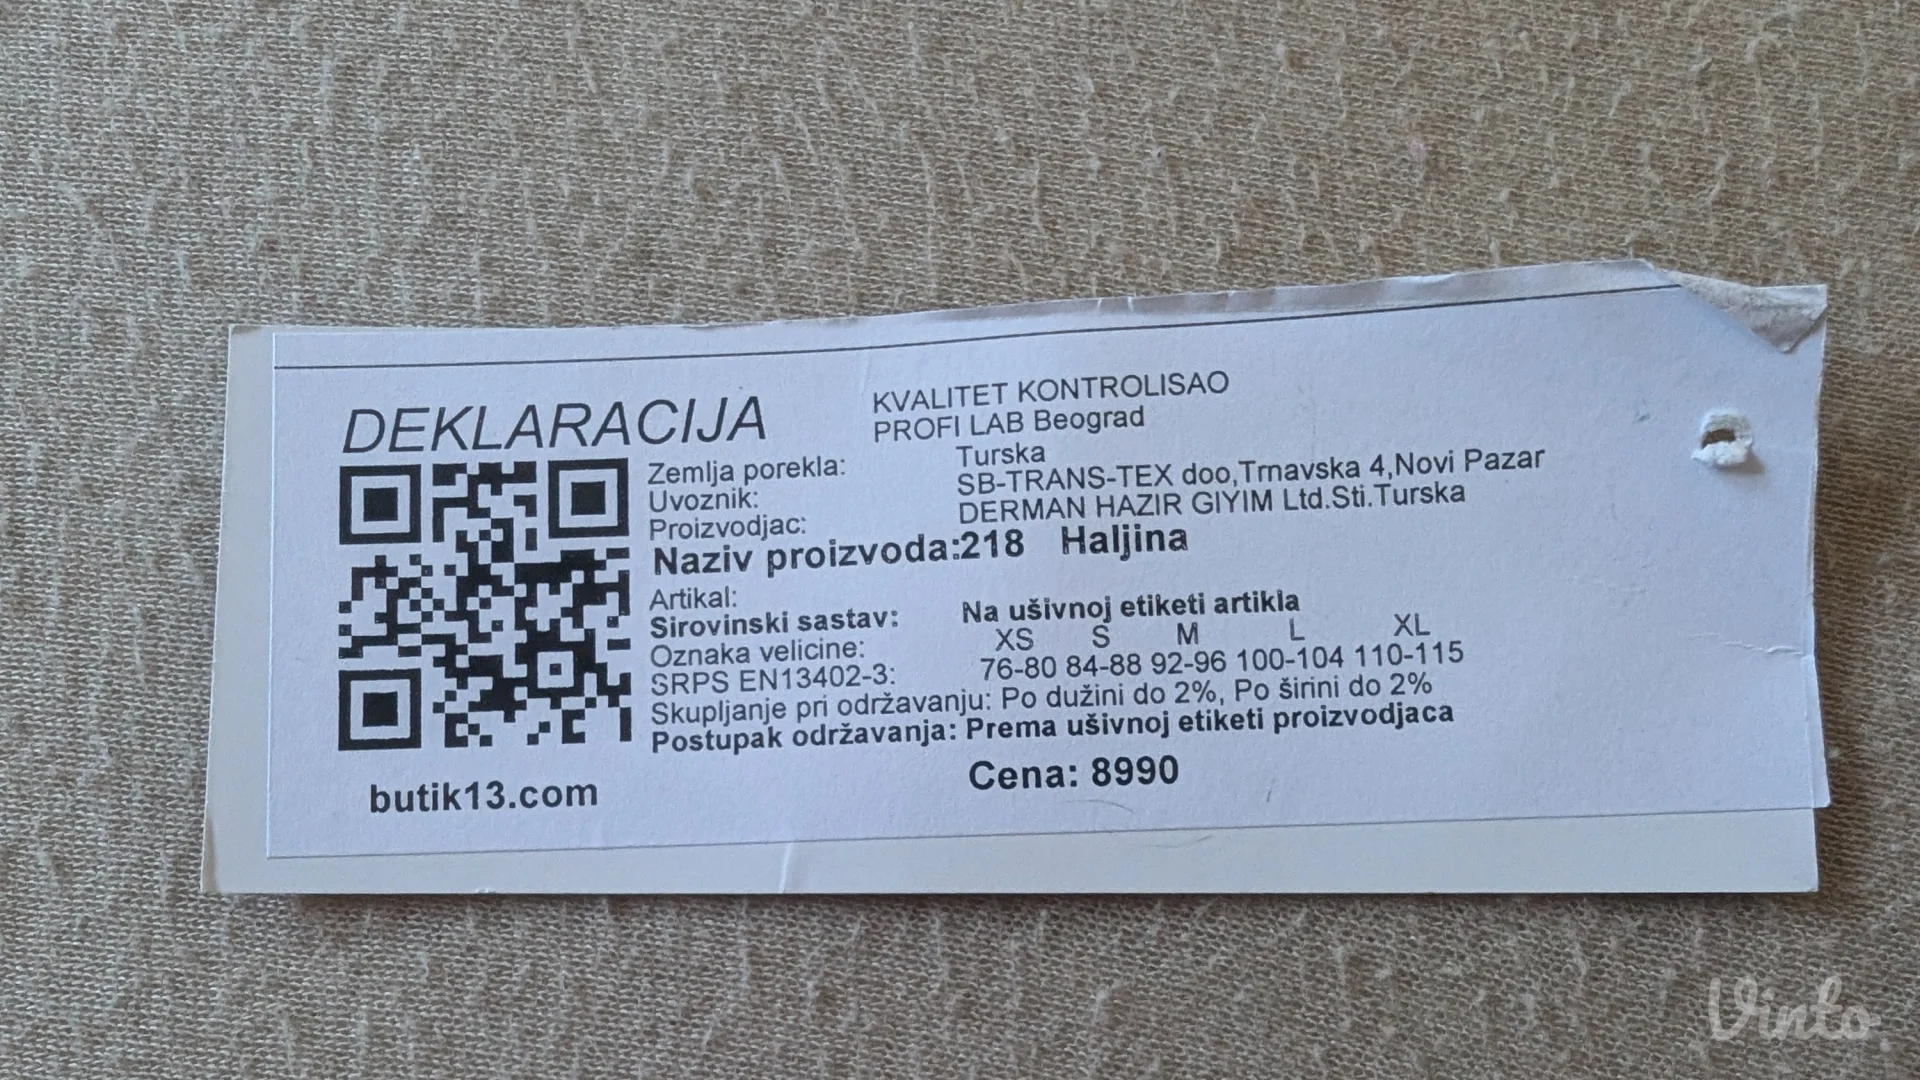 DEKLARACIJA
KVALITET KONTROLISAO
PROFI LAB Beograd
Zemlja porekla: Turska
Uvoznik: SB-TRANS-TEX doo,Trnavska 4,Novi Pazar
Proizvodjac: DERMAN HAZIR GIYIM Ltd.Sti.Turska
Naziv proizvoda:218 Haljina
Artikal:
Sirovinski sastav: Na ušivnoj etiketi artikla
Oznaka velicine: XS S M L XL
SRPS EN13402-3: 76-80 84-88 92-96 100-104 110-115
Skupljanje pri održavanju: Po dužini do 2%, Po širini do 2%
Postupak održavanja: Prema ušivnoj etiketi proizvodjaca
butik13.com
Cena: 8990
Vinto